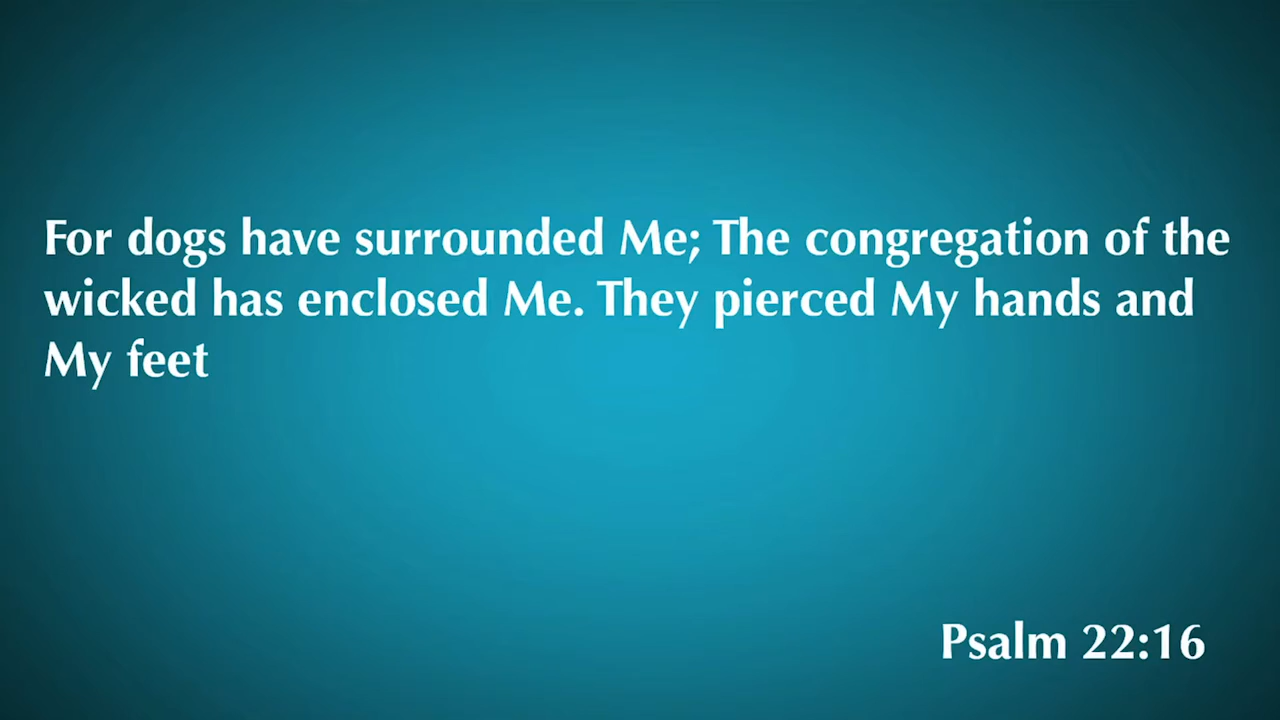 For dogs have surrounded Me; The congregation of the
wicked has enclosed Me. They pierced My hands and
My feet
Psalm 22:16